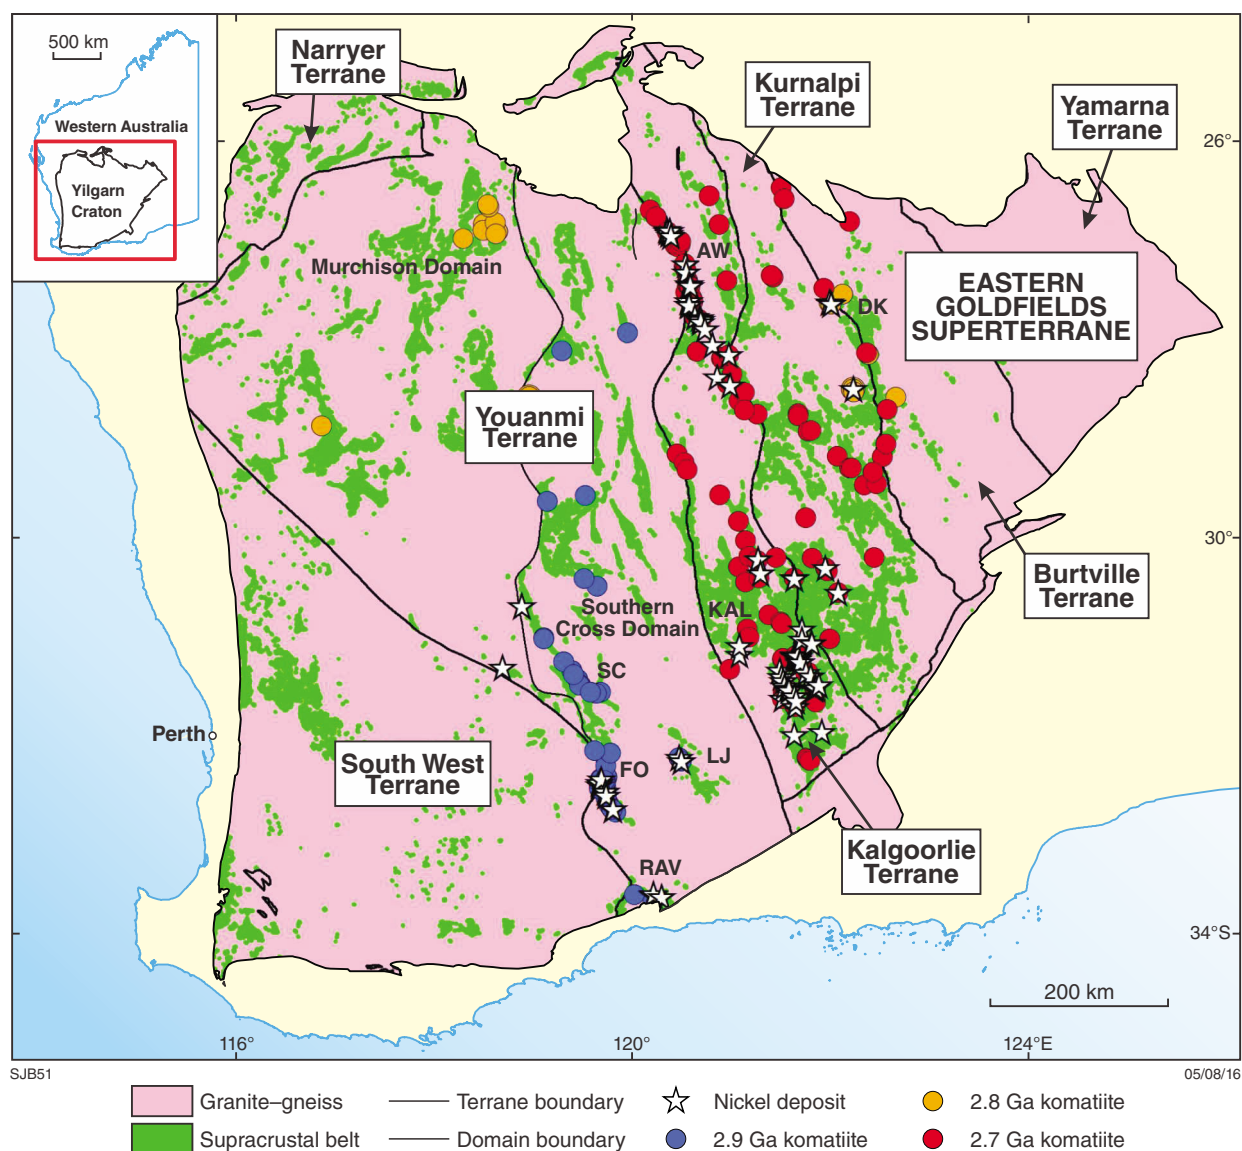 500 km
Western Australia
Yilgarn
Craton
Narryer
Terrane
Kurnalpi
Terrane
Yamarna
Terrane
26°
Murchison Domain
AW
DK
EASTERN
GOLDFIELDS
SUPERTERRANE
Youanmi
Terrane
30°
Burtville
Terrane
Southern
Cross Domain
KAL
SC
Perth
South West
Terrane
FO
LJ
Kalgoorlie
Terrane
RAV
34°S
200 km
116°
120°
124°E
SJB51
05/08/16
Granite–gneiss
Terrane boundary
Nickel deposit
2.8 Ga komatiite
Supracrustal belt
Domain boundary
2.9 Ga komatiite
2.7 Ga komatiite